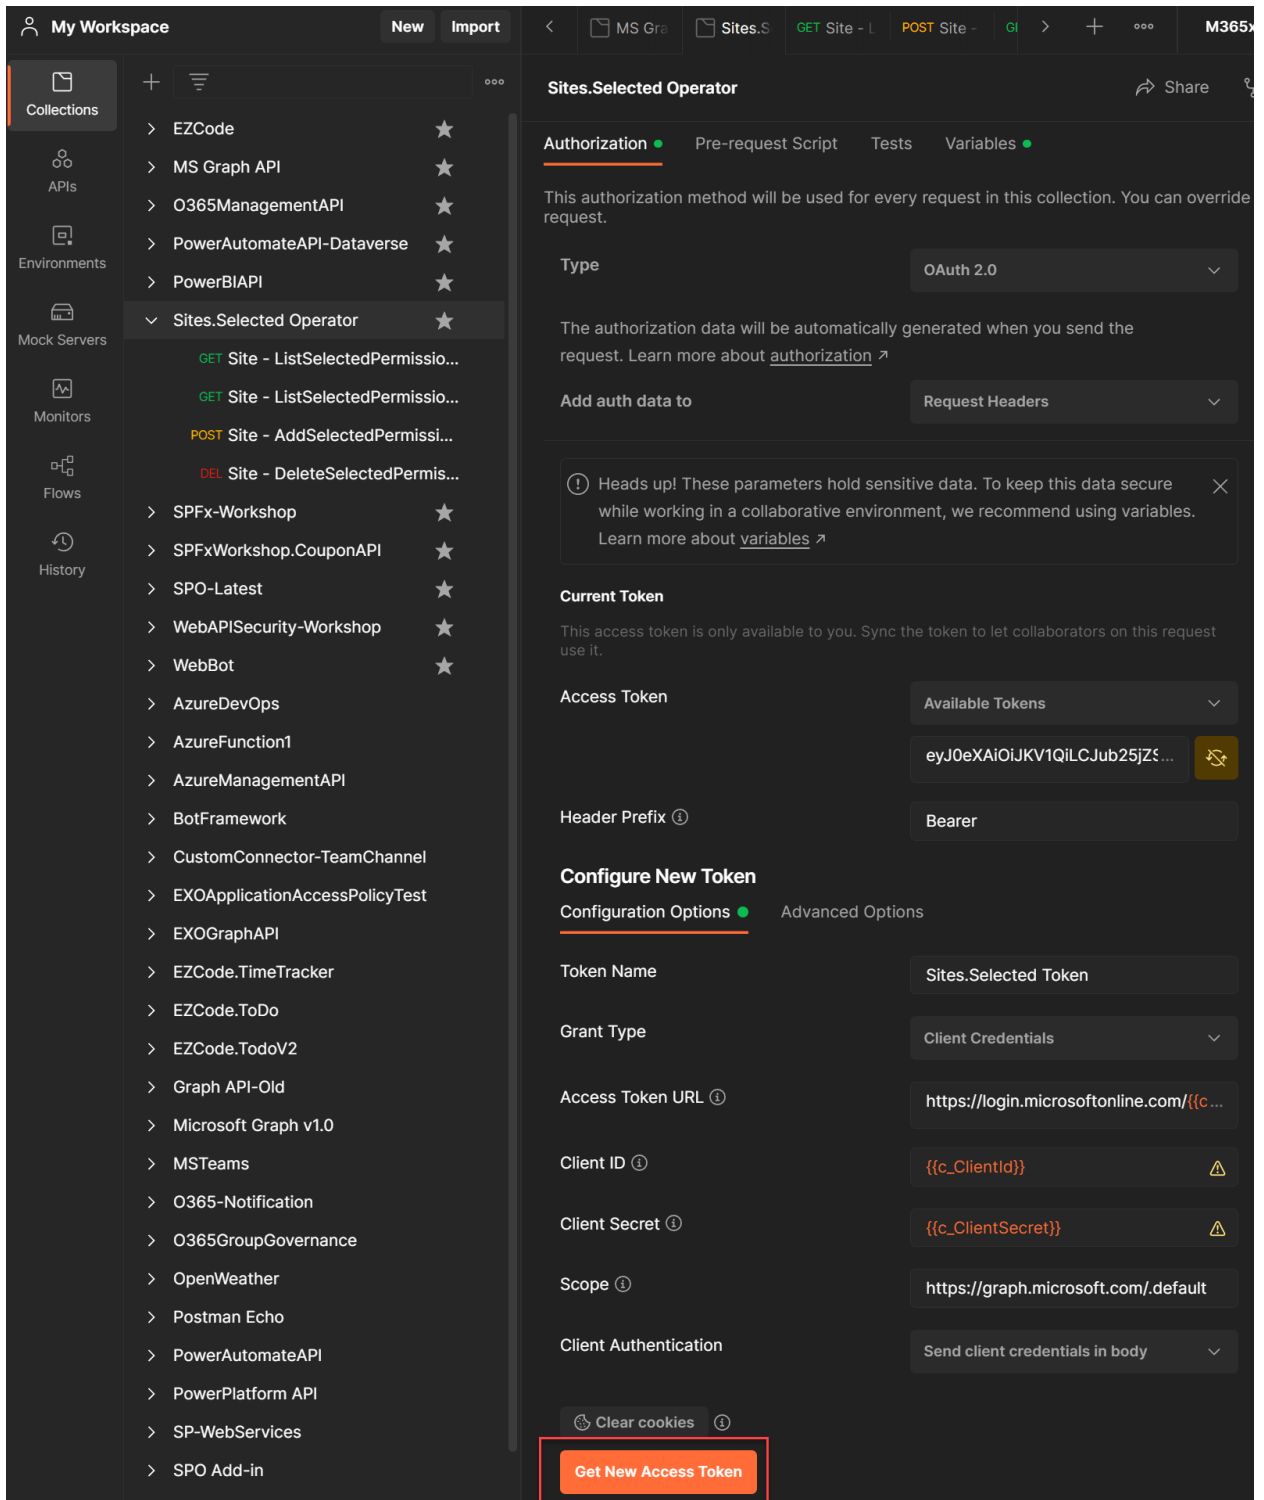 My Workspace
New
Import
MS Gra
Sites.S
GET Site - L
POST Site -
GI
M365x
Collections
APIs
Environments
Mock Servers
Monitors
Flows
History
EZCode
MS Graph API
O365ManagementAPI
PowerAutomateAPI-Dataverse
PowerBIAPI
Sites.Selected Operator
GET Site - ListSelectedPermissio...
GET Site - ListSelectedPermissio...
POST Site - AddSelectedPermissi...
DEL Site - DeleteSelectedPermis...
SPFx-Workshop
SPFxWorkshop.CouponAPI
SPO-Latest
WebAPISecurity-Workshop
WebBot
AzureDevOps
AzureFunction1
AzureManagementAPI
BotFramework
CustomConnector-TeamChannel
EXOApplicationAccessPolicyTest
EXOGraphAPI
EZCode.TimeTracker
EZCode.ToDo
EZCode.TodoV2
Graph API-Old
Microsoft Graph v1.0
MSTeams
O365-Notification
O365GroupGovernance
OpenWeather
Postman Echo
PowerAutomateAPI
PowerPlatform API
SP-WebServices
SPO Add-in
Sites.Selected Operator
Share
Authorization
Pre-request Script
Tests
Variables
This authorization method will be used for every request in this collection. You can override
request.
Type
OAuth 2.0
The authorization data will be automatically generated when you send the
request. Learn more about authorization ↗
Add auth data to
Request Headers
Heads up! These parameters hold sensitive data. To keep this data secure
while working in a collaborative environment, we recommend using variables.
Learn more about variables ↗
Current Token
This access token is only available to you. Sync the token to let collaborators on this request
use it.
Access Token
Available Tokens
eyJ0eXAiOiJKV1QiLCJub25jZS...
Header Prefix
Bearer
Configure New Token
Configuration Options
Advanced Options
Token Name
Sites.Selected Token
Grant Type
Client Credentials
Access Token URL
https://login.microsoftonline.com/{{c...
Client ID
{{c_ClientId}}
Client Secret
{{c_ClientSecret}}
Scope
https://graph.microsoft.com/.default
Client Authentication
Send client credentials in body
Clear cookies
Get New Access Token